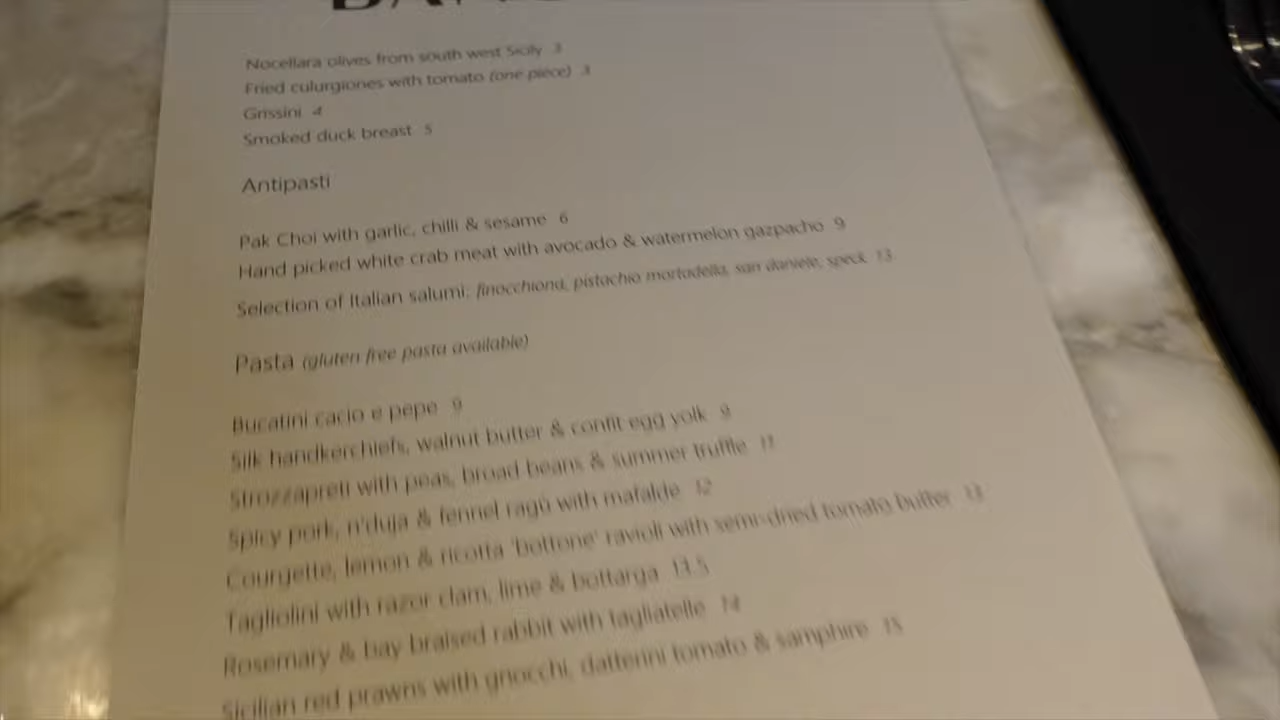 Nocellara olives from south west Sicily 3
Fried culurgiones with tomato (one piece) 3
Grissini 4
Smoked duck breast 5
Antipasti
Pak Choi with garlic, chilli & sesame 6
Hand picked white crab meat with avocado & watermelon gazpacho 9
Selection of Italian salumi; finocchiona, pistachio mortadella, san daniele, speck 13
Pasta (gluten free pasta available)
Bucatini cacio e pepe 9
Silk handkerchiefs, walnut butter & confit egg yolk 9
Strozzapreti with peas, broad beans & summer truffle 11
Spicy pork, n'duja & fennel ragù with mafalde 12
Courgette, lemon & ricotta 'bottone' ravioli with semi-dried tomato butter 13
Tagliolini with razor clam, lime & bottarga 13.5
Rosemary & bay braised rabbit with tagliatelle 14
Sicilian red prawns with gnocchi, datterini tomato & samphire 15